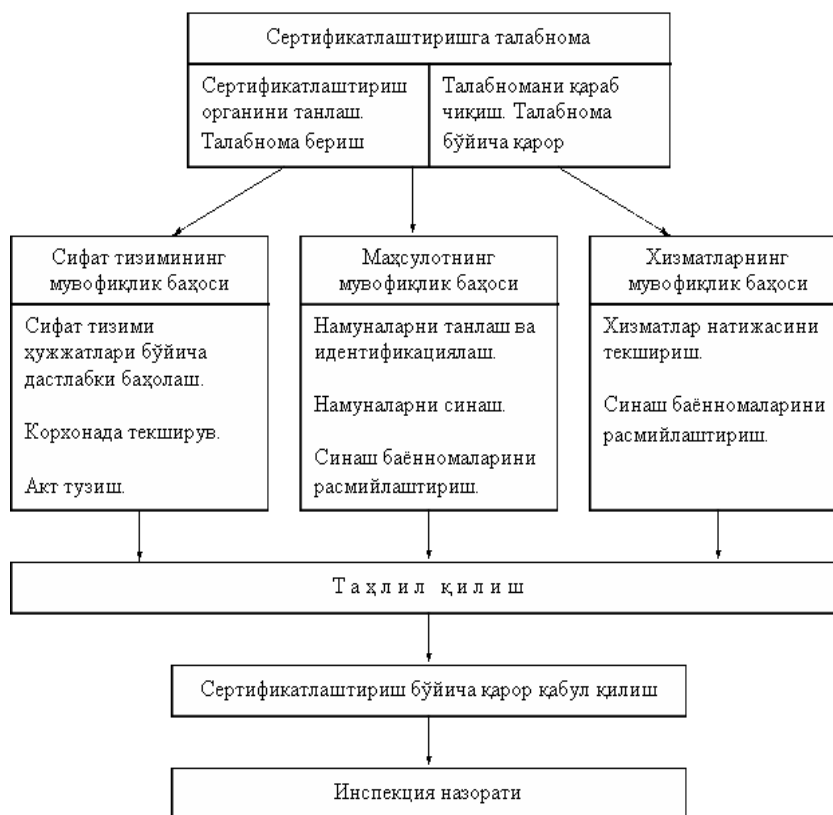 Сертификатлаштиришга талабнома
Сертификатлаштириш
органини танлаш.
Талабнома бериш
Талабномани қараб
чиқиш. Талабнома
бўйича қарор
Сифат тизимининг
мувофиқлик баҳоси
Сифат тизими
ҳужжатлари бўйича
дастлабки баҳолаш.
Корхонада текширув.
Акт тузиш.
Маҳсулотнинг
мувофиқлик баҳоси
Намуналарни танлаш ва
идентификациялаш.
Намуналарни синаш.
Синаш баённомаларини
расмийлаштириш.
Хизматларнинг
мувофиқлик баҳоси
Хизматлар натижасини
текшириш.
Синаш баённомаларини
расмийлаштириш.
Таҳлил қилиш
Сертификатлаштириш бўйича қарор қабул қилиш
Инспекция назорати